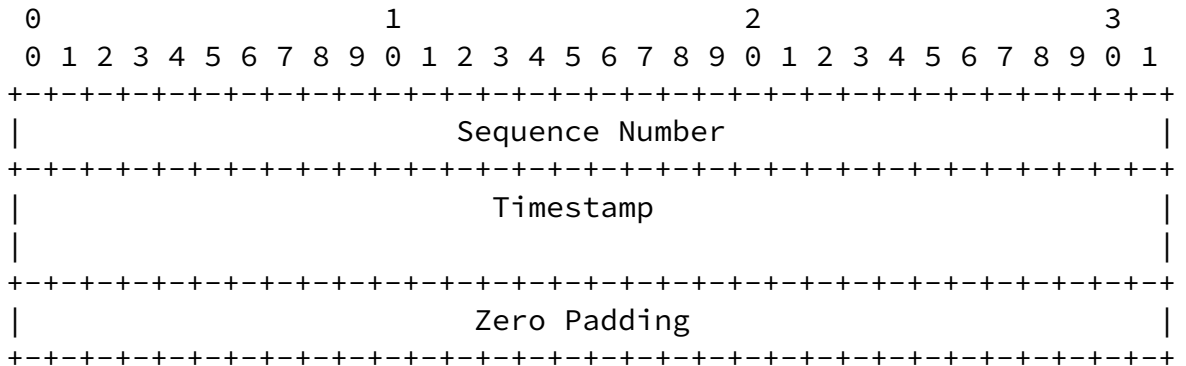 0                   1                   2                   3
 0 1 2 3 4 5 6 7 8 9 0 1 2 3 4 5 6 7 8 9 0 1 2 3 4 5 6 7 8 9 0 1
+-+-+-+-+-+-+-+-+-+-+-+-+-+-+-+-+-+-+-+-+-+-+-+-+-+-+-+-+-+-+-+-+
|                        Sequence Number                        |
+-+-+-+-+-+-+-+-+-+-+-+-+-+-+-+-+-+-+-+-+-+-+-+-+-+-+-+-+-+-+-+-+
|                          Timestamp                            |
|                                                               |
+-+-+-+-+-+-+-+-+-+-+-+-+-+-+-+-+-+-+-+-+-+-+-+-+-+-+-+-+-+-+-+-+
|                         Zero Padding                          |
+-+-+-+-+-+-+-+-+-+-+-+-+-+-+-+-+-+-+-+-+-+-+-+-+-+-+-+-+-+-+-+-+